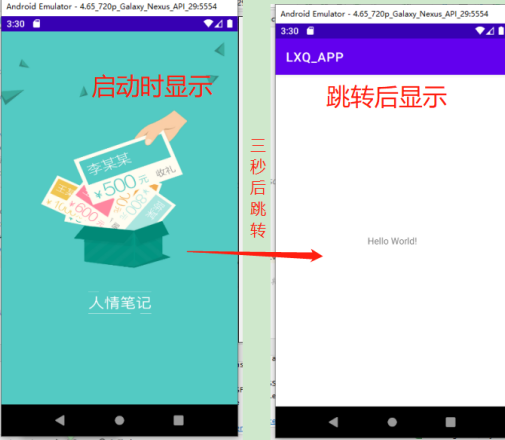 Android Emulator - 4.65_720p_Galaxy_Nexus_API_29:5554
3:30
启动时显示
李某某
¥500元
收礼
600
人情笔记
三秒后跳转
Android Emulator - 4.65_720p_Galaxy_Nexus_API_29:5554
3:30
LXQ_APP
跳转后显示
Hello World!